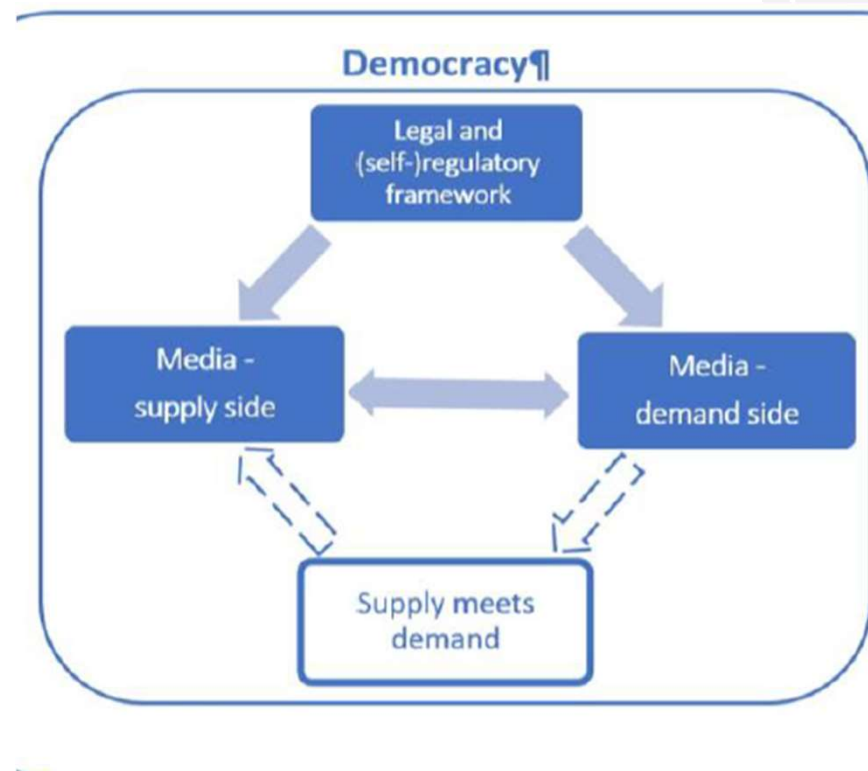 Democracy¶
Legal and
(self-)regulatory
framework
Media -
supply side
Media -
demand side
Supply meets
demand